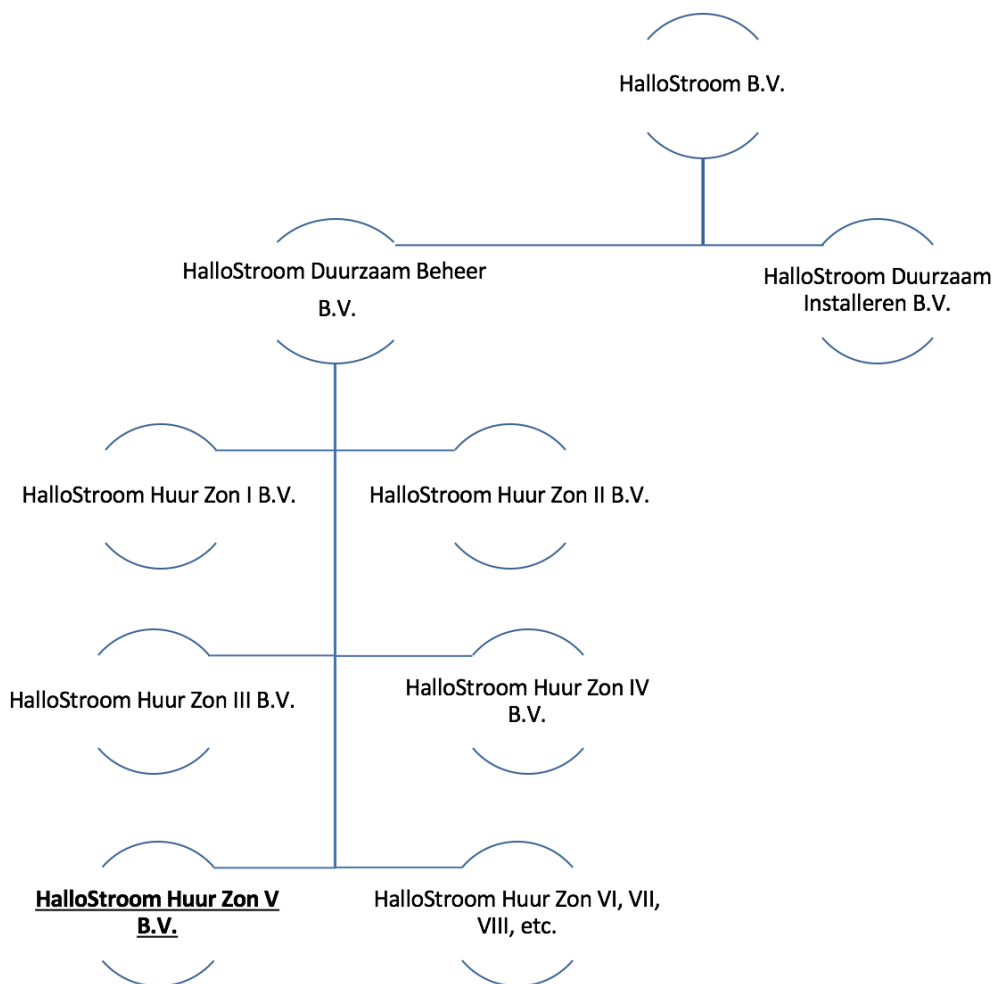 HalloStroom B.V.
HalloStroom Duurzaam Beheer
B.V.
HalloStroom Duurzaam
Installeren B.V.
HalloStroom Huur Zon I B.V.
HalloStroom Huur Zon II B.V.
HalloStroom Huur Zon III B.V.
HalloStroom Huur Zon IV
B.V.
HalloStroom Huur Zon V
B.V.
HalloStroom Huur Zon VI, VII,
VIII, etc.